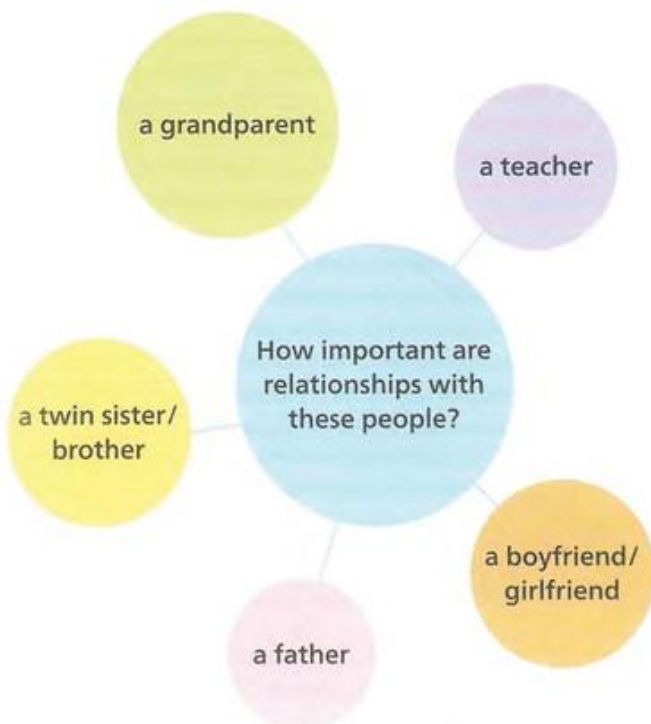 a grandparent
a teacher
How important are
relationships with
these people?
a twin sister/
brother
a boyfriend/
girlfriend
a father